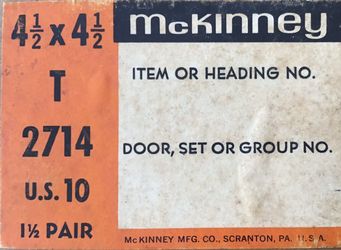 4½ x 4½
T
2714
U.S. 10
1½ PAIR
McKINNEY
ITEM OR HEADING NO.
DOOR, SET OR GROUP NO.
McKINNEY MFG. CO., SCRANTON, PA. U.S.A.